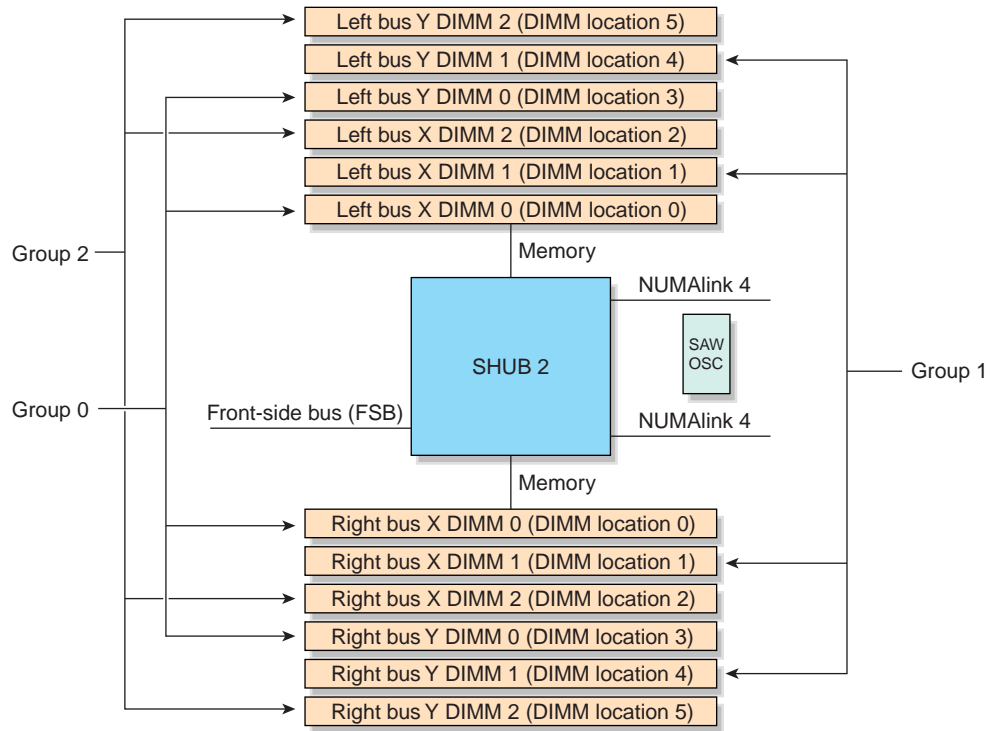 Left bus Y DIMM 2 (DIMM location 5)
Left bus Y DIMM 1 (DIMM location 4)
Left bus Y DIMM 0 (DIMM location 3)
Left bus X DIMM 2 (DIMM location 2)
Left bus X DIMM 1 (DIMM location 1)
Left bus X DIMM 0 (DIMM location 0)
Group 2
Memory
NUMAlink 4
SAW
OSC
SHUB 2
Group 1
Group 0
Front-side bus (FSB)
NUMAlink 4
Memory
Right bus X DIMM 0 (DIMM location 0)
Right bus X DIMM 1 (DIMM location 1)
Right bus X DIMM 2 (DIMM location 2)
Right bus Y DIMM 0 (DIMM location 3)
Right bus Y DIMM 1 (DIMM location 4)
Right bus Y DIMM 2 (DIMM location 5)